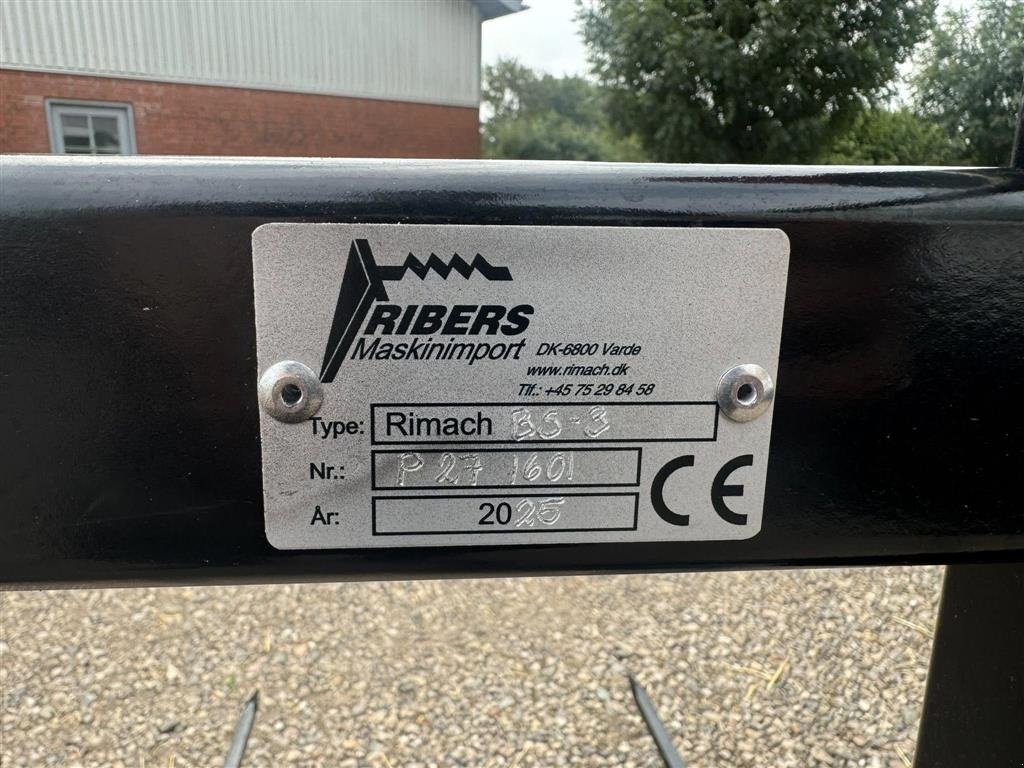 RIBERS
Maskinimport DK-6800 Varde
www.rimach.dk
Tlf.: +45 75 29 84 58
Type: Rimach BS-3
Nr.: P 27 1601
År: 2025
CE